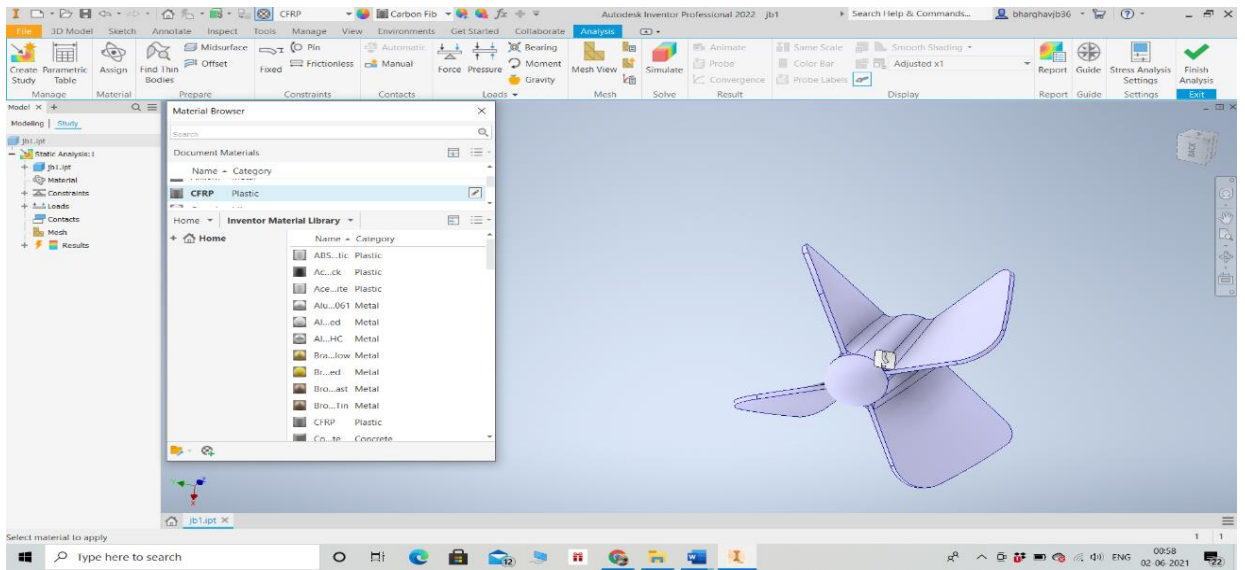 CFRP Carbon Fib Autodesk Inventor Professional 2022 jb1 Search Help & Commands... bharghavjb36
File 3D Model Sketch Annotate Inspect Tools Manage View Environments Get Started Collaborate Analysis
Midsurface Pin Automatic Bearing Animate Same Scale Smooth Shading
Offset Frictionless Manual Moment Probe Color Bar Adjusted x1
Create Study Parametric Table Assign Find Thin Bodies Fixed Force Pressure Gravity Mesh View Simulate Convergence Probe Labels Report Guide Stress Analysis Settings Finish Analysis
Manage Material Prepare Constraints Contacts Loads Mesh Solve Result Display Report Guide Settings Exit
Model × +
Modeling | Study
jb1.ipt
Static Analysis:1
jb1.ipt
Material
Constraints
Loads
Contacts
Mesh
Results
Material Browser
Search
Document Materials
Name Category
CFRP Plastic
Home Inventor Material Library
Home
Name Category
ABS...tic Plastic
Ac...ck Plastic
Ace...ite Plastic
Alu...061 Metal
Al...ed Metal
Al...HC Metal
Bra...low Metal
Br...ed Metal
Bro...ast Metal
Bro...Tin Metal
CFRP Plastic
Co...te Concrete
BACK
X
jb1.ipt ×
Select material to apply
1 1
Type here to search
12
ENG 00:58
02-06-2021
22